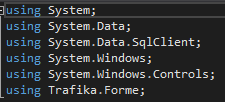 using System;
using System.Data;
using System.Data.SqlClient;
using System.Windows;
using System.Windows.Controls;
using Trafika.Forme;